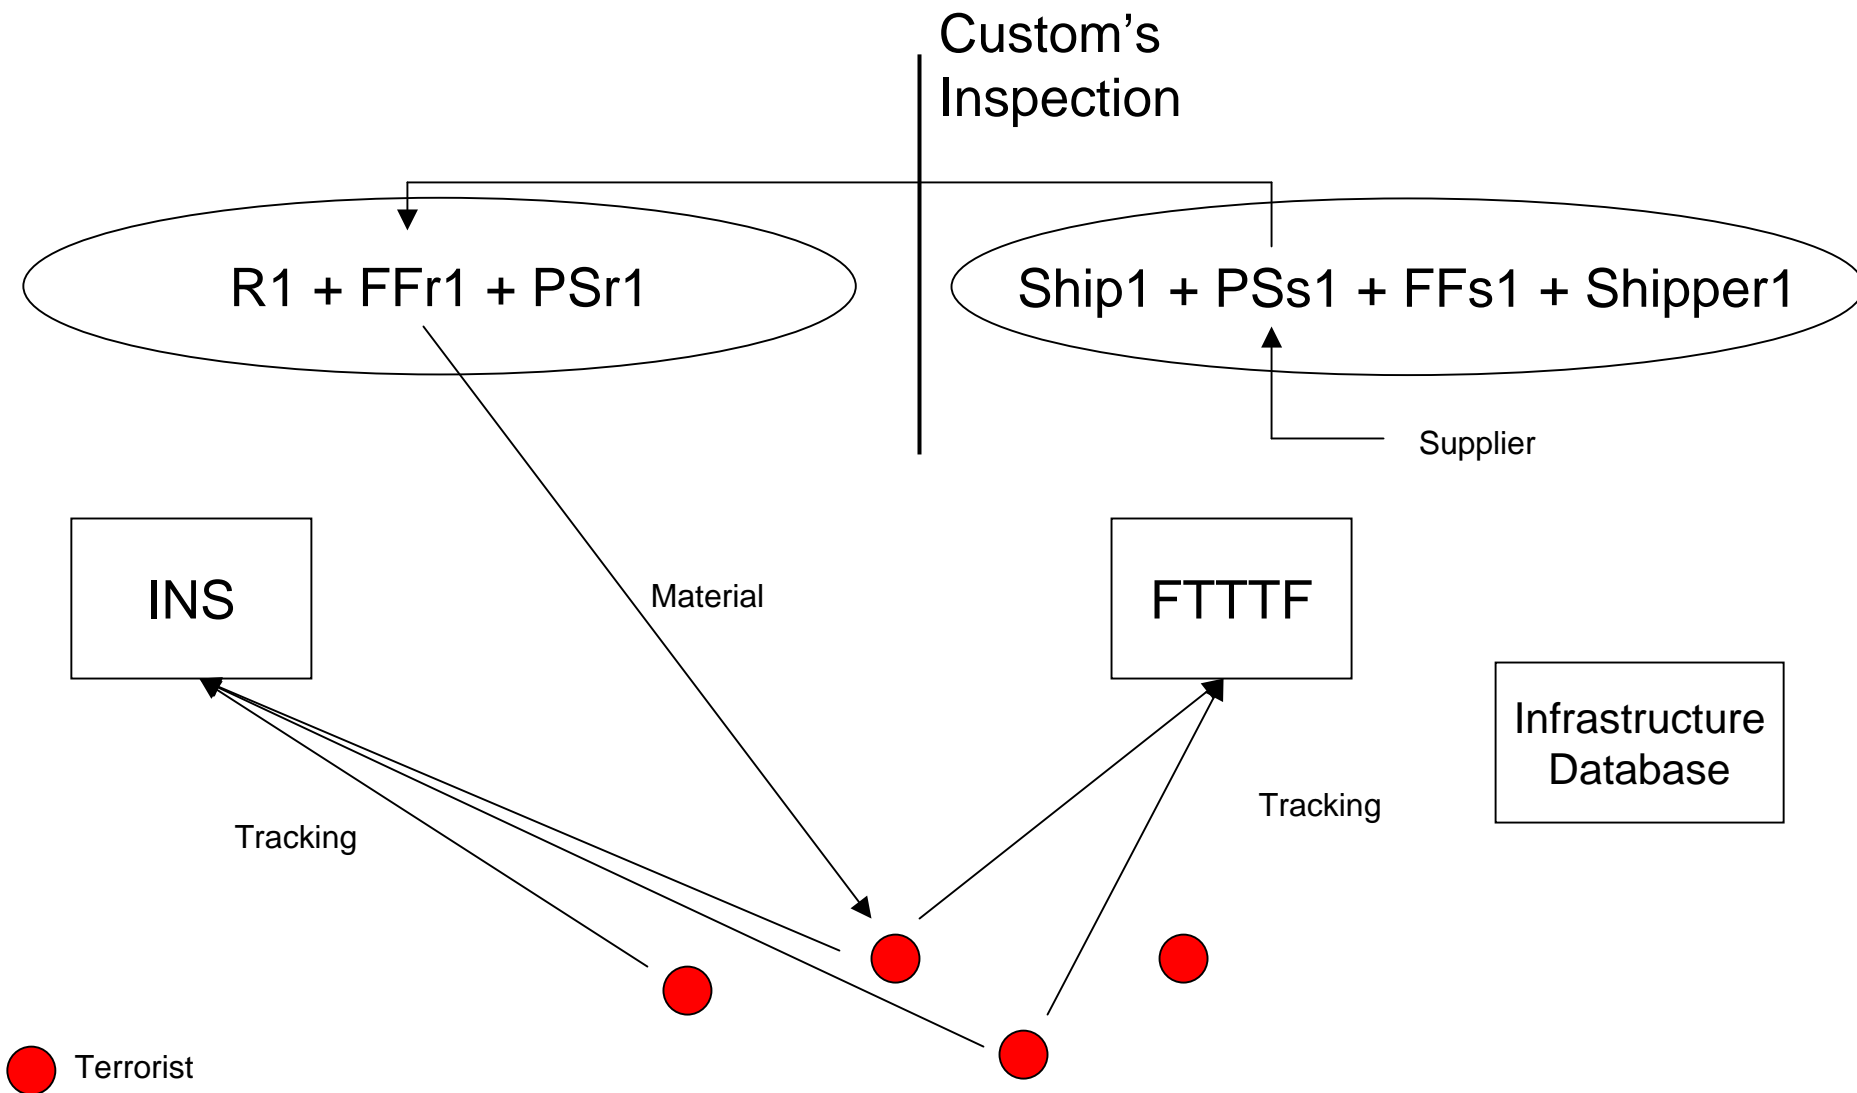 Custom’s
Inspection
R1 + FFr1 + PSr1
Ship1 + PSs1 + FFs1 + Shipper1
Supplier
INS
Material
FTTTF
Infrastructure
Database
Tracking
Tracking
Terrorist